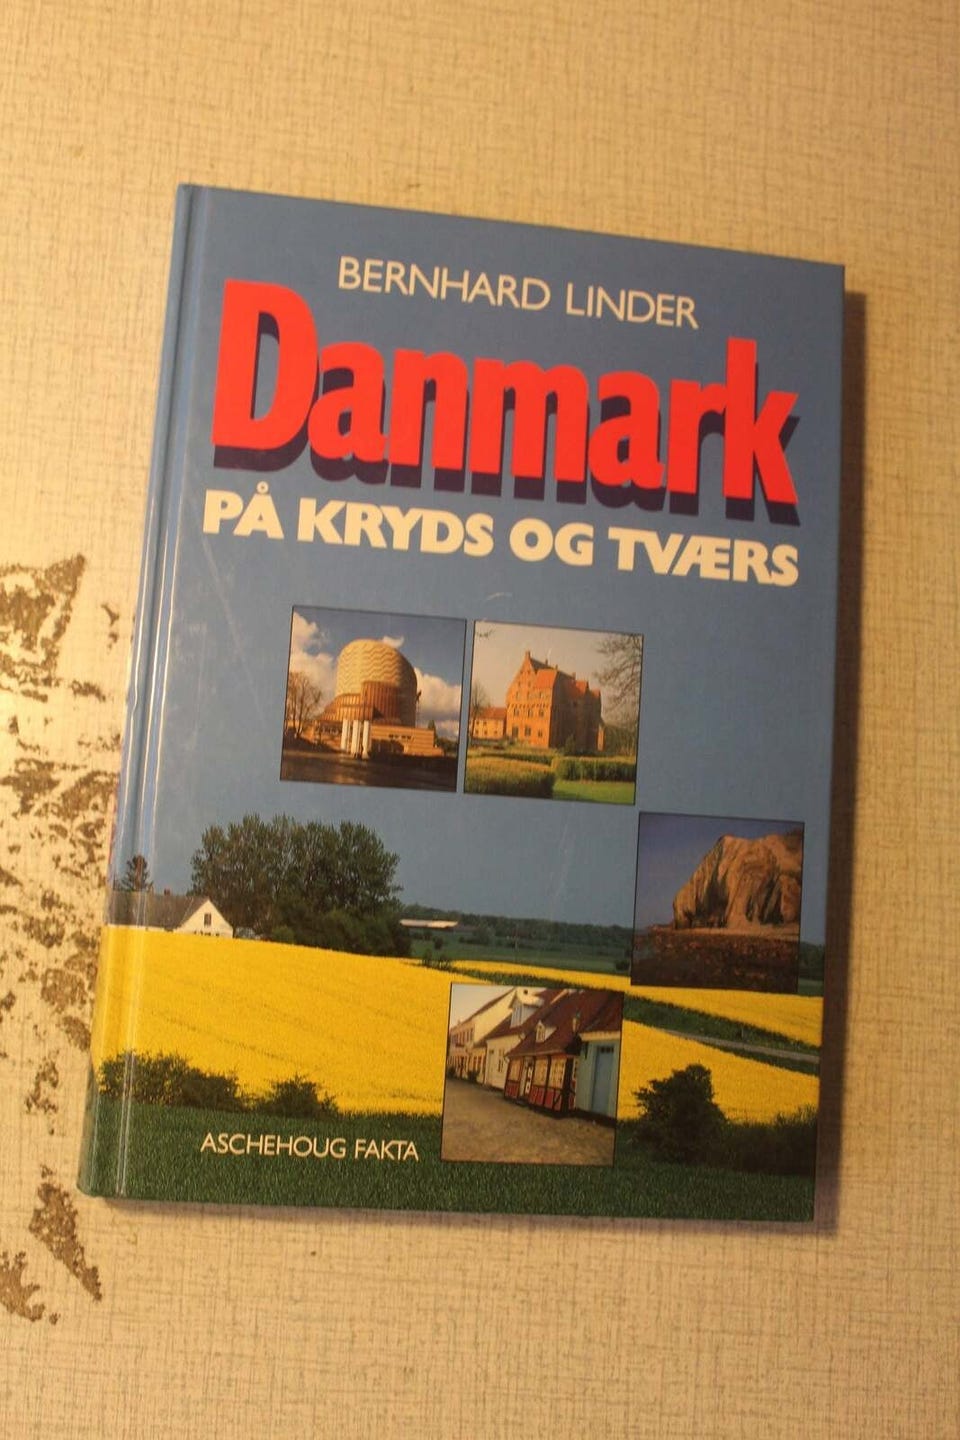 BERNHARD LINDER
Danmark
PÅ KRYDS OG TVÆRS
ASCHEHOUG FAKTA